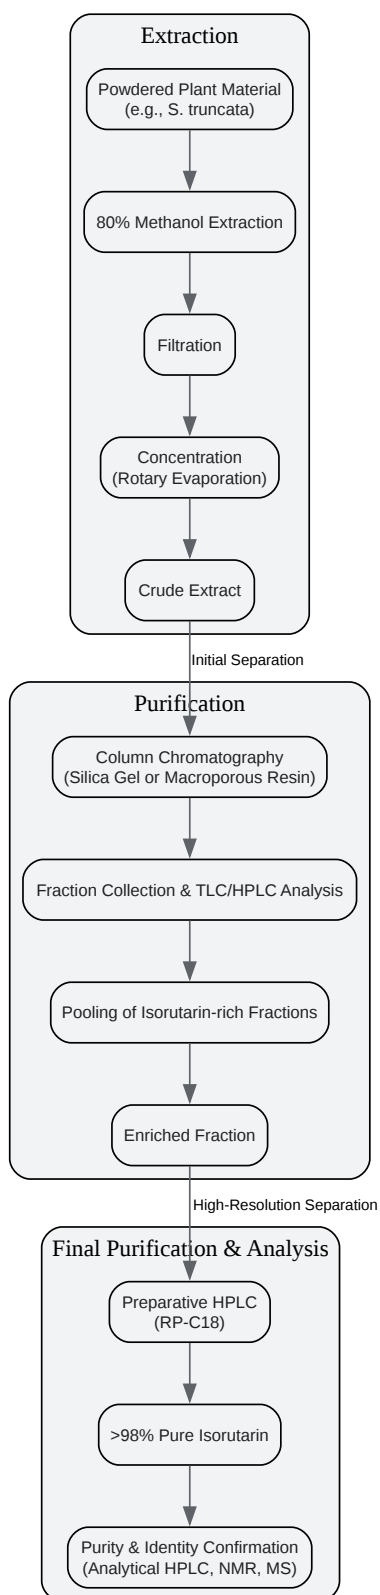 Extraction
Powdered Plant Material
(e.g., S. truncata)
80% Methanol Extraction
Filtration
Concentration
(Rotary Evaporation)
Crude Extract
Initial Separation
Purification
Column Chromatography
(Silica Gel or Macroporous Resin)
Fraction Collection & TLC/HPLC Analysis
Pooling of Isorutarin-rich Fractions
Enriched Fraction
High-Resolution Separation
Final Purification & Analysis
Preparative HPLC
(RP-C18)
>98% Pure Isorutarin
Purity & Identity Confirmation
(Analytical HPLC, NMR, MS)